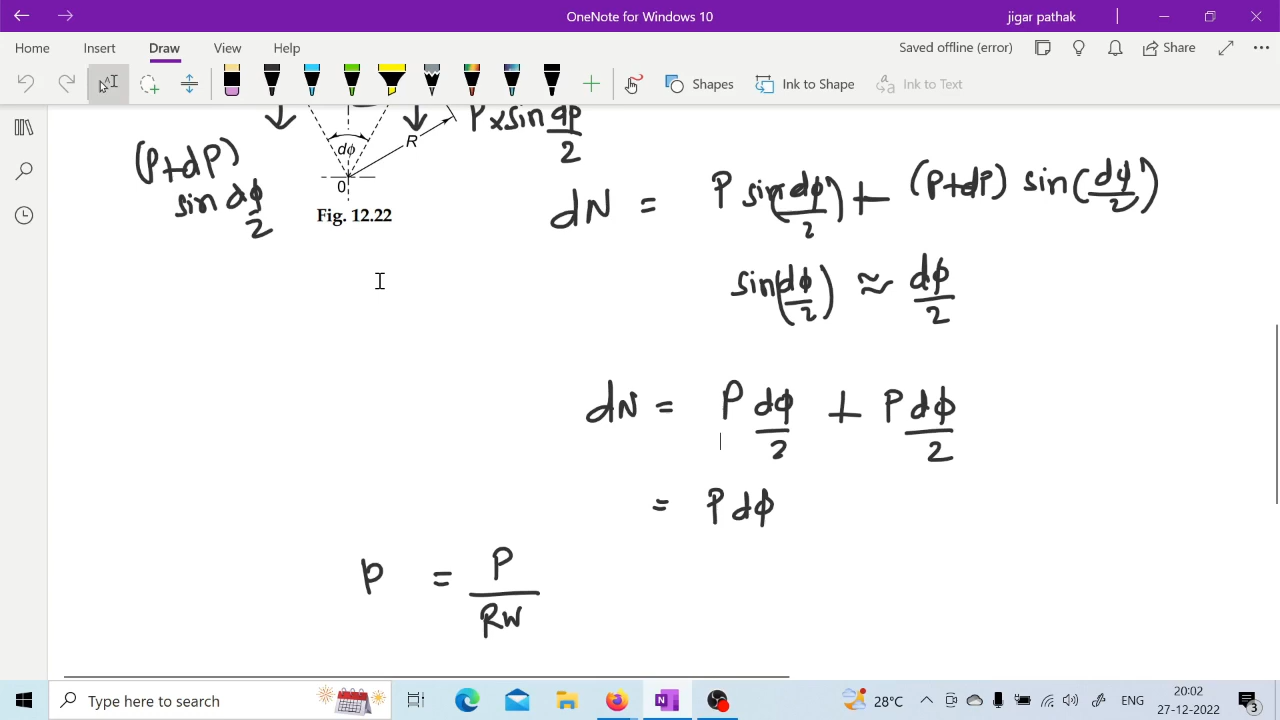 OneNote for Windows 10
jigar pathak
Home Insert Draw View Help
Saved offline (error)
Share
Shapes
Ink to Shape
Ink to Text
P x sin dφ/2
(P+dP) sin dφ/2
dφ
R
0
Fig. 12.22
dN = P sin(dφ/2) + (P+dP) sin(dφ/2)
sin(dφ/2) ≈ dφ/2
dN = P dφ/2 + P dφ/2
= P dφ
p = P/RW
Type here to search
28°C
ENG
20:02
27-12-2022
3